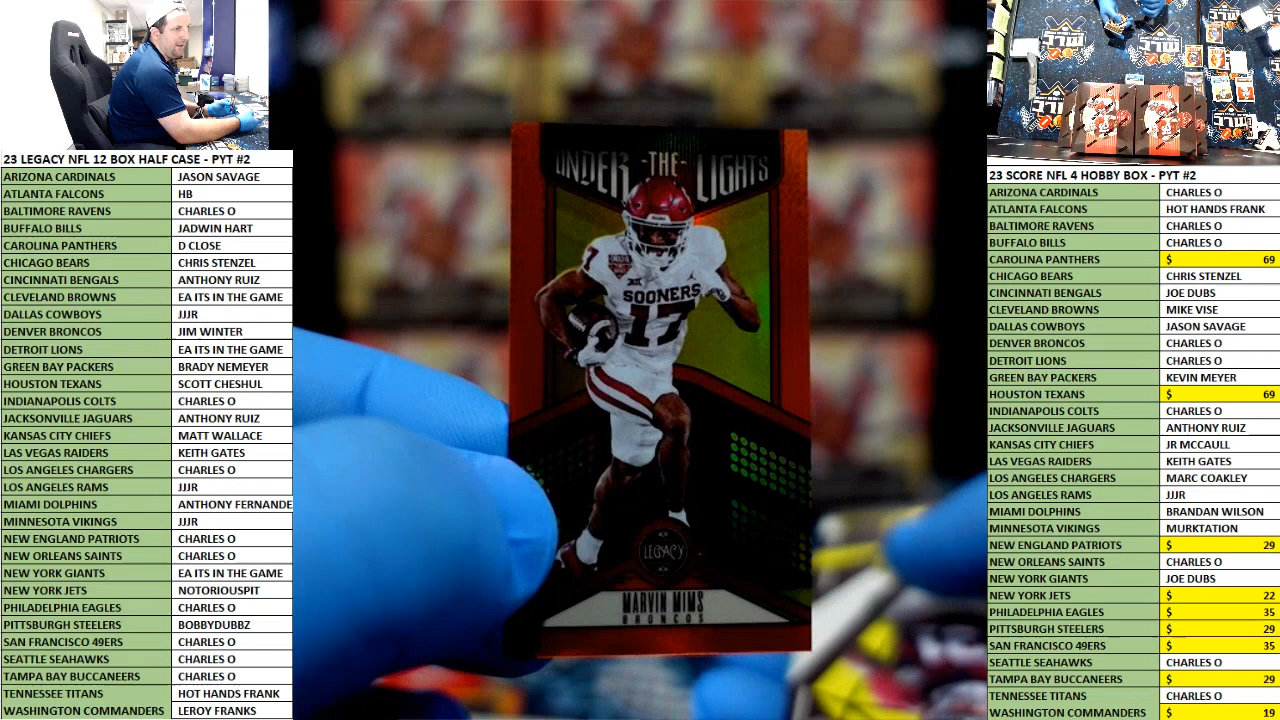 23 LEGACY NFL 12 BOX HALF CASE - PYT #2
ARIZONA CARDINALS JASON SAVAGE
ATLANTA FALCONS HB
BALTIMORE RAVENS CHARLES O
BUFFALO BILLS JADWIN HART
CAROLINA PANTHERS D CLOSE
CHICAGO BEARS CHRIS STENZEL
CINCINNATI BENGALS ANTHONY RUIZ
CLEVELAND BROWNS EA ITS IN THE GAME
DALLAS COWBOYS JJJR
DENVER BRONCOS JIM WINTER
DETROIT LIONS EA ITS IN THE GAME
GREEN BAY PACKERS BRADY NEMEYER
HOUSTON TEXANS SCOTT CHESHUL
INDIANAPOLIS COLTS CHARLES O
JACKSONVILLE JAGUARS ANTHONY RUIZ
KANSAS CITY CHIEFS MATT WALLACE
LAS VEGAS RAIDERS KEITH GATES
LOS ANGELES CHARGERS CHARLES O
LOS ANGELES RAMS JJJR
MIAMI DOLPHINS ANTHONY FERNANDE
MINNESOTA VIKINGS JJJR
NEW ENGLAND PATRIOTS CHARLES O
NEW ORLEANS SAINTS CHARLES O
NEW YORK GIANTS EA ITS IN THE GAME
NEW YORK JETS NOTORIOUSPIT
PHILADELPHIA EAGLES CHARLES O
PITTSBURGH STEELERS BOBBYDUBBZ
SAN FRANCISCO 49ERS CHARLES O
SEATTLE SEAHAWKS CHARLES O
TAMPA BAY BUCCANEERS CHARLES O
TENNESSEE TITANS HOT HANDS FRANK
WASHINGTON COMMANDERS LEROY FRANKS
UNDER -THE- LIGHTS
SOONERS
17
LEGACY
MARVIN MIMS
BRONCOS
23 SCORE NFL 4 HOBBY BOX - PYT #2
ARIZONA CARDINALS CHARLES O
ATLANTA FALCONS HOT HANDS FRANK
BALTIMORE RAVENS CHARLES O
BUFFALO BILLS CHARLES O
CAROLINA PANTHERS $ 69
CHICAGO BEARS CHRIS STENZEL
CINCINNATI BENGALS JOE DUBS
CLEVELAND BROWNS MIKE VISE
DALLAS COWBOYS JASON SAVAGE
DENVER BRONCOS CHARLES O
DETROIT LIONS CHARLES O
GREEN BAY PACKERS KEVIN MEYER
HOUSTON TEXANS $ 69
INDIANAPOLIS COLTS CHARLES O
JACKSONVILLE JAGUARS ANTHONY RUIZ
KANSAS CITY CHIEFS JR MCCAULL
LAS VEGAS RAIDERS KEITH GATES
LOS ANGELES CHARGERS MARC COAKLEY
LOS ANGELES RAMS JJJR
MIAMI DOLPHINS BRANDAN WILSON
MINNESOTA VIKINGS MURKTATION
NEW ENGLAND PATRIOTS $ 29
NEW ORLEANS SAINTS CHARLES O
NEW YORK GIANTS JOE DUBS
NEW YORK JETS $ 22
PHILADELPHIA EAGLES $ 35
PITTSBURGH STEELERS $ 29
SAN FRANCISCO 49ERS $ 35
SEATTLE SEAHAWKS CHARLES O
TAMPA BAY BUCCANEERS $ 29
TENNESSEE TITANS CHARLES O
WASHINGTON COMMANDERS $ 19